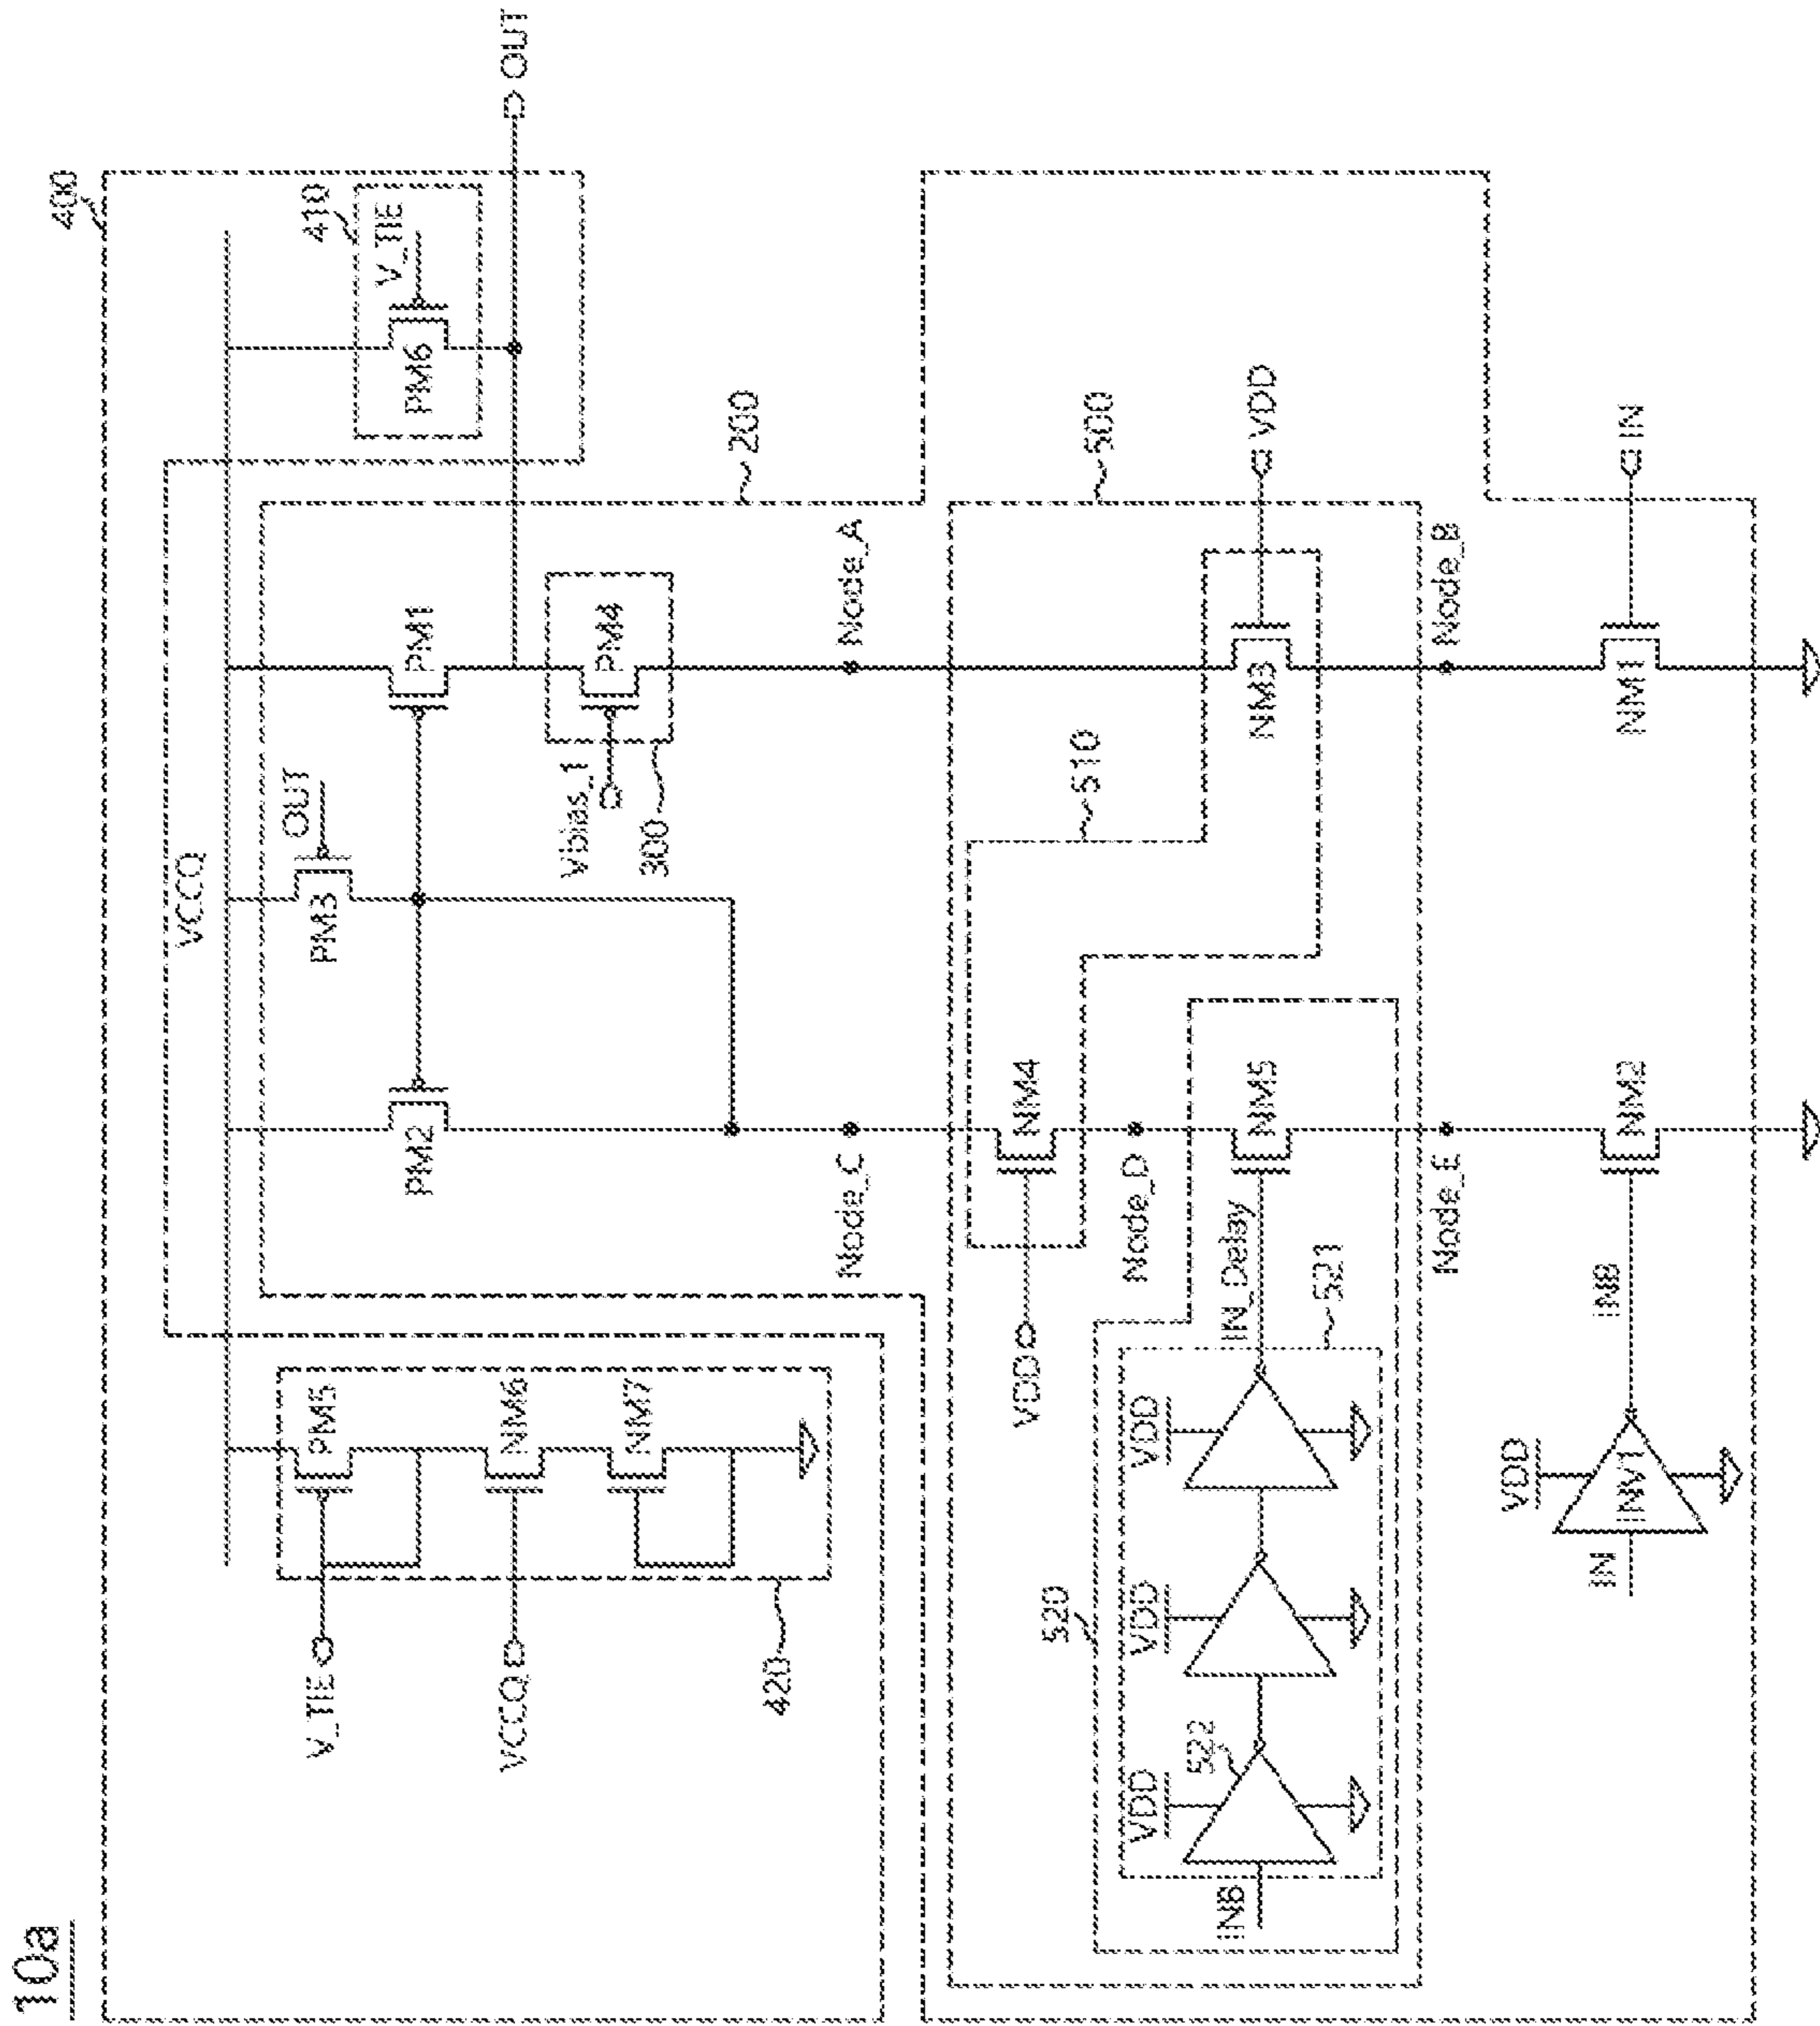 10a
400
VCCQ
410
V_TIE
PM6
OUT
PM5
NM6
NM7
V_TIE
VCCQ
420
PM2
PM3
OUT
PM1
PM4
Vbias_1
300
200
Node_C
Node_A
500
510
VDD
NM4
NM3
VDD
Node_D
520
521
522
INB
VDD
VDD
VDD
IN_Delay
NM5
Node_E
Node_B
IN
VDD
INV1
INB
NM2
NM1
IN